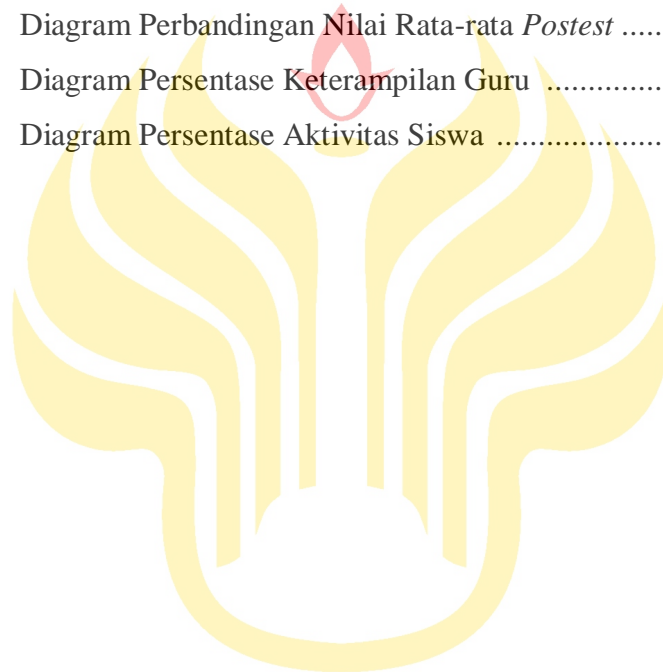 Diagram Perbandingan Nilai Rata-rata Postest .....
Diagram Persentase Keterampilan Guru ..............
Diagram Persentase Aktivitas Siswa ....................